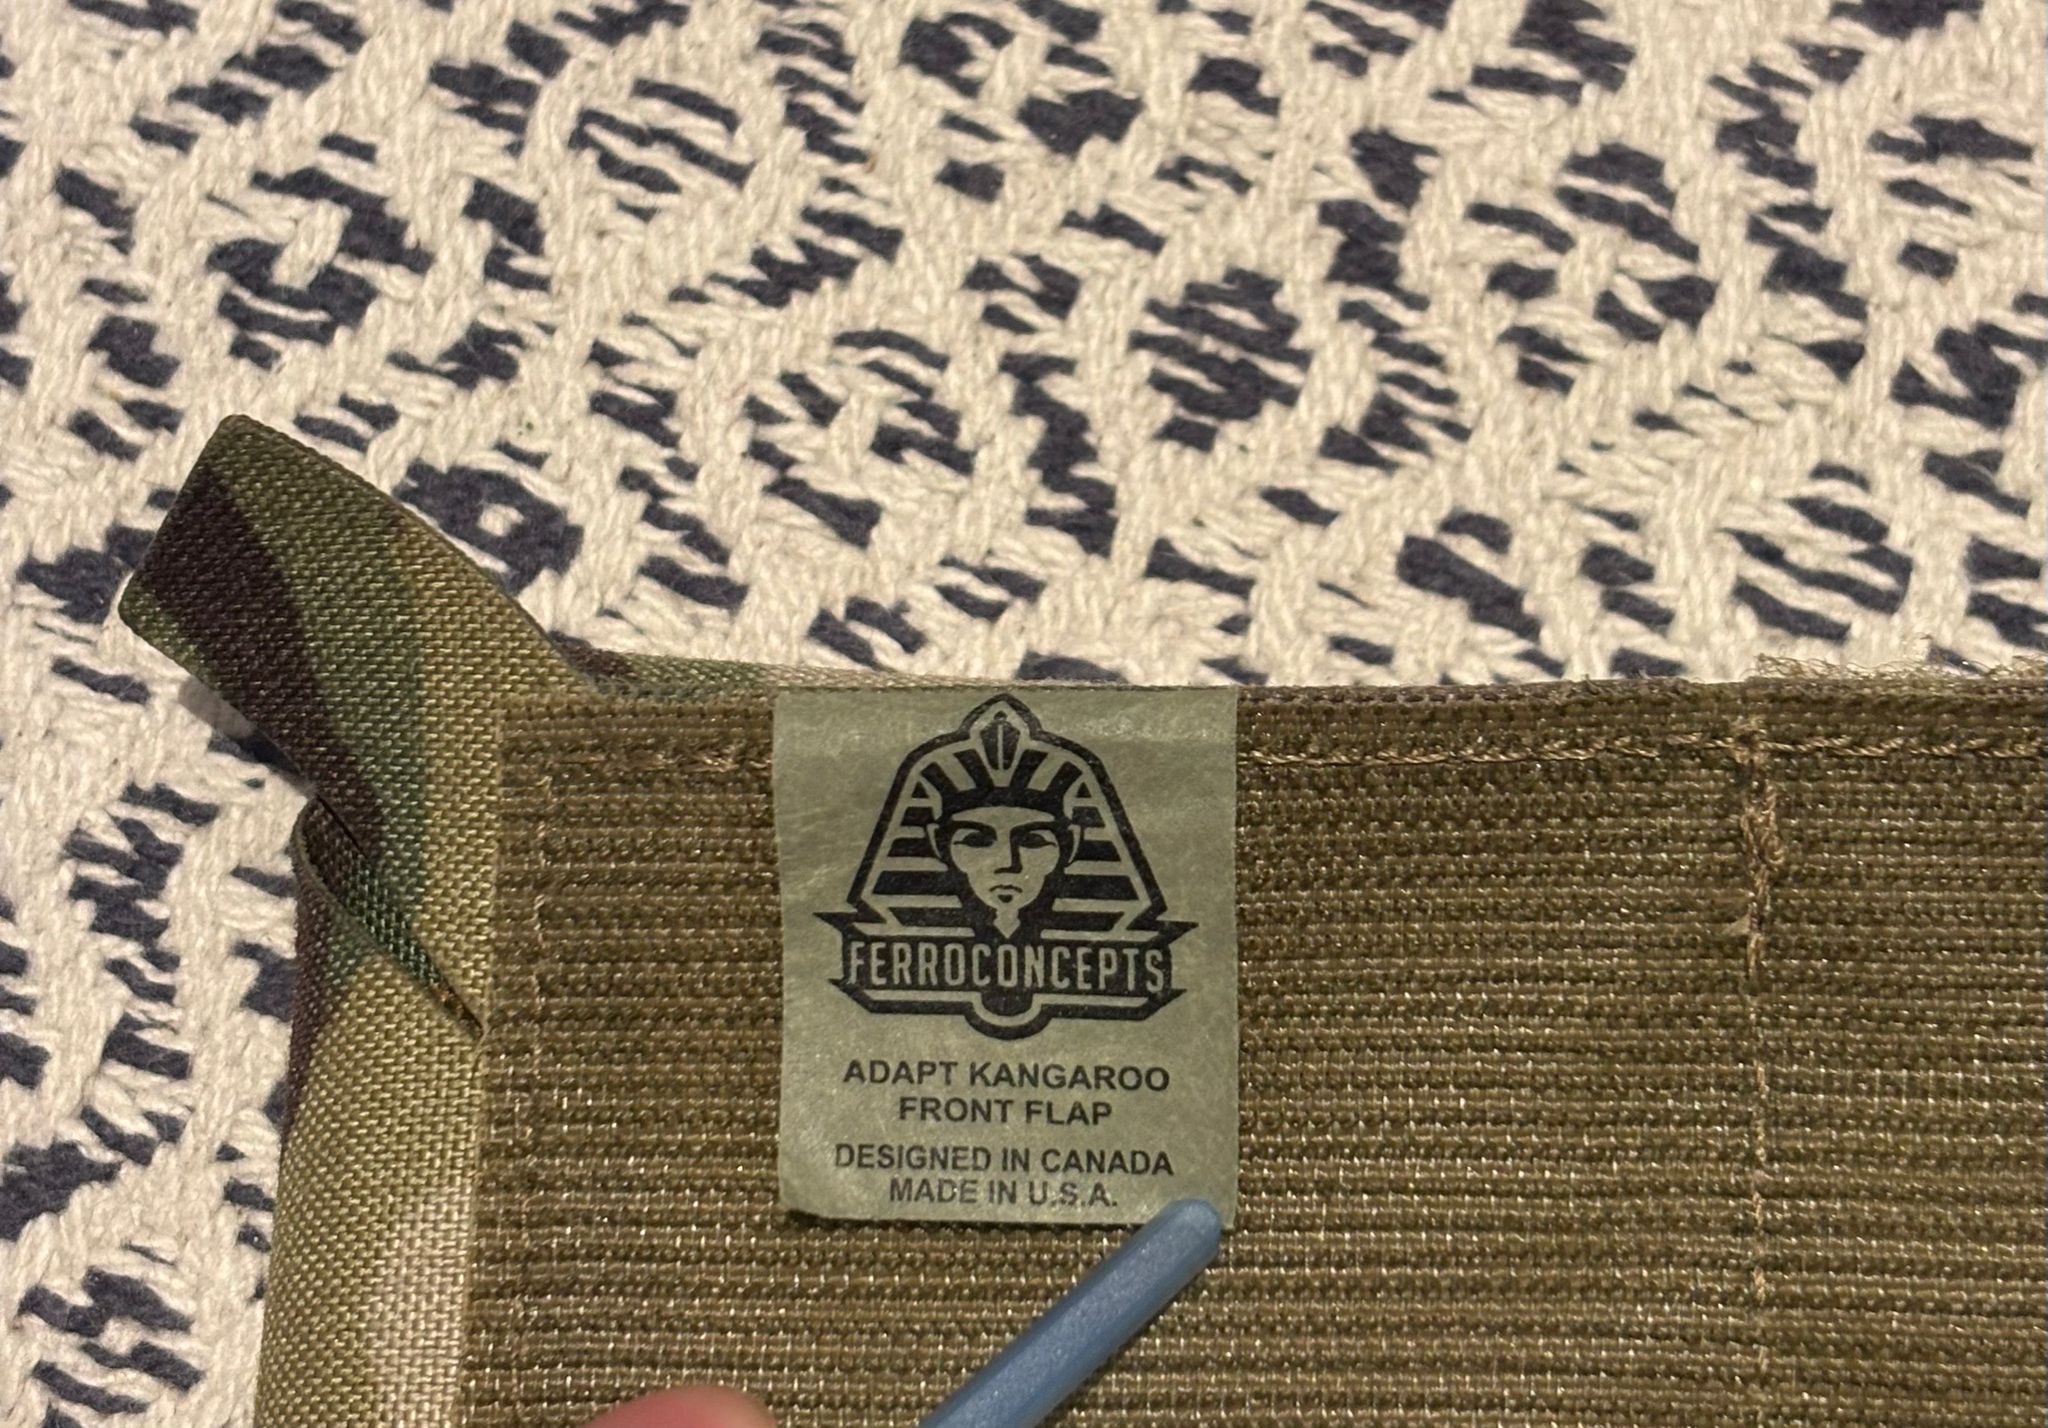 FERROCONCEPTS
ADAPT KANGAROO
FRONT FLAP
DESIGNED IN CANADA
MADE IN U.S.A.